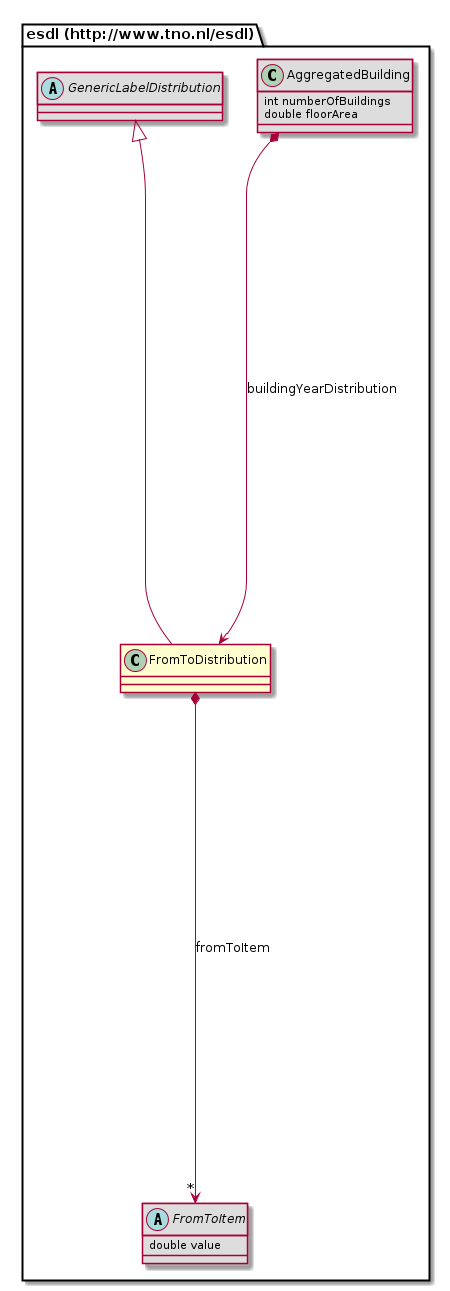 esdl (http://www.tno.nl/esdl)
A GenericLabelDistribution
C AggregatedBuilding
int numberOfBuildings
double floorArea
buildingYearDistribution
C FromToDistribution
fromToItem
*
A FromToItem
double value